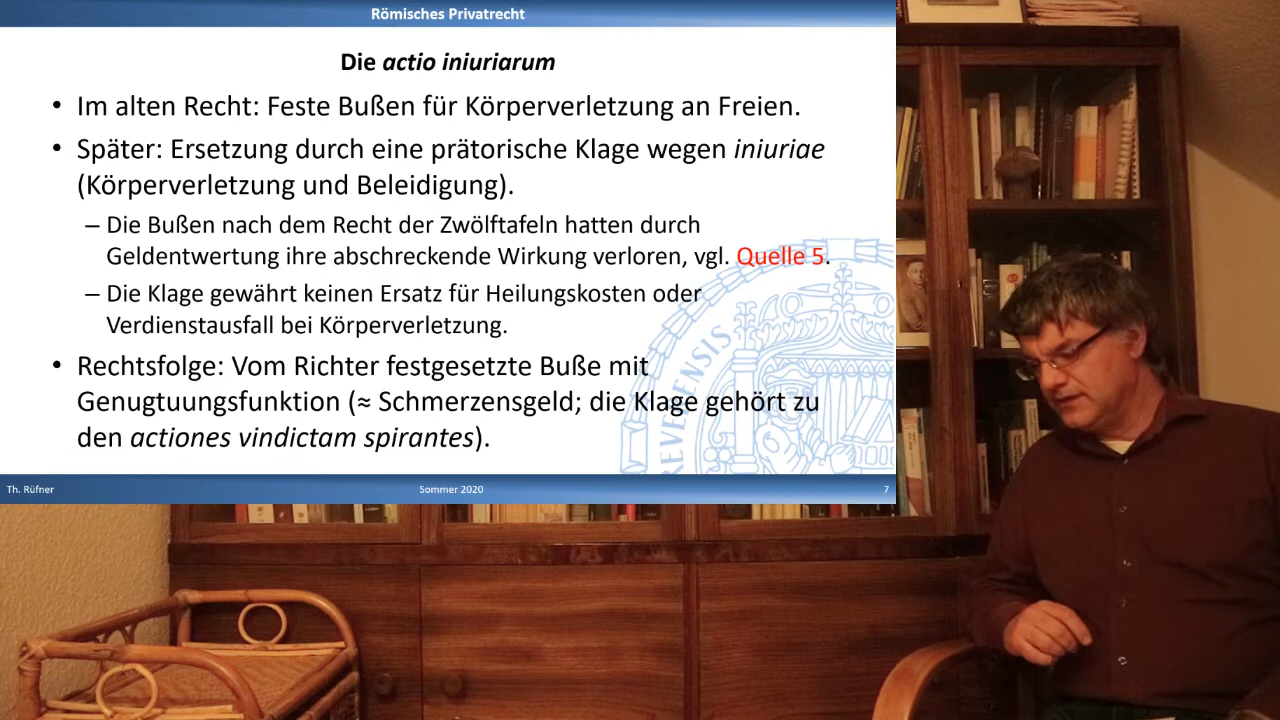 Römisches Privatrecht
Die actio iniuriarum
• Im alten Recht: Feste Bußen für Körperverletzung an Freien.
• Später: Ersetzung durch eine prätorische Klage wegen iniuriae
(Körperverletzung und Beleidigung).
– Die Bußen nach dem Recht der Zwölftafeln hatten durch
Geldentwertung ihre abschreckende Wirkung verloren, vgl. Quelle 5.
– Die Klage gewährt keinen Ersatz für Heilungskosten oder
Verdienstausfall bei Körperverletzung.
• Rechtsfolge: Vom Richter festgesetzte Buße mit
Genugtuungsfunktion (≈ Schmerzensgeld; die Klage gehört zu
den actiones vindictam spirantes).
REVERENSIS
Th. Rüfner
Sommer 2020
7